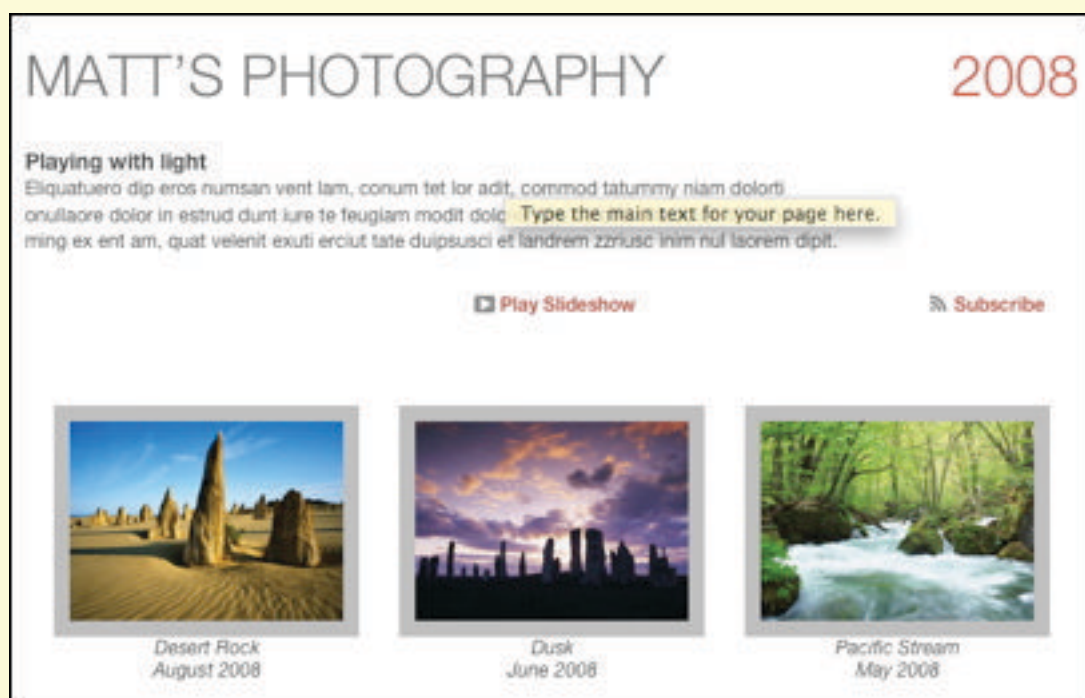 MATT'S PHOTOGRAPHY 2008
Playing with light
Eliquatuero dip eros numsan vent lam, conum tet lor adit, commod tatummy niam dolorti
onullaore dolor in estrud dunt iure te feugiam modit dolo
Type the main text for your page here.
ming ex ent am, quat velenit exuti erciut tate duipsusci et landrem zzriusc inim nul laorem dipit.
Play Slideshow Subscribe
Desert Rock Dusk Pacific Stream
August 2008 June 2008 May 2008